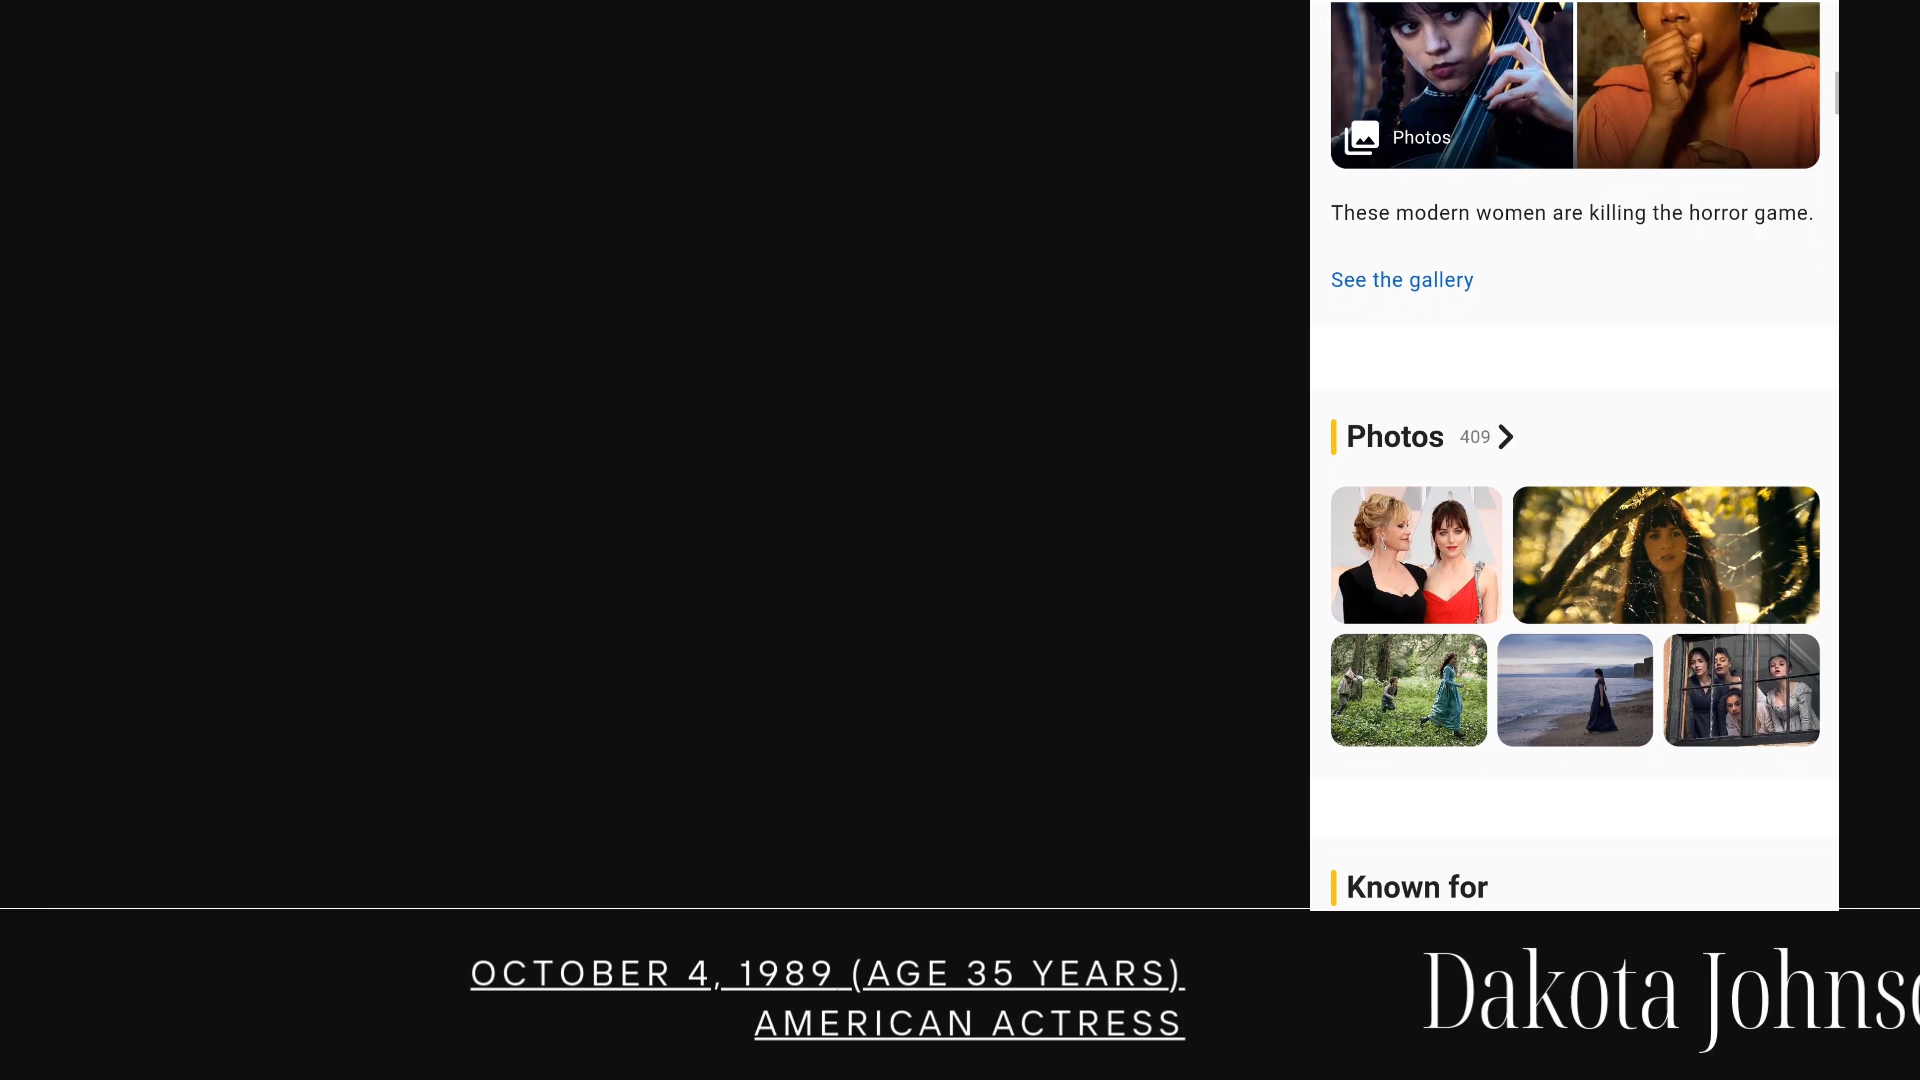 Photos
These modern women are killing the horror game.
See the gallery
Photos 409
Known for
OCTOBER 4, 1989 (AGE 35 YEARS)
AMERICAN ACTRESS
Dakota Johns